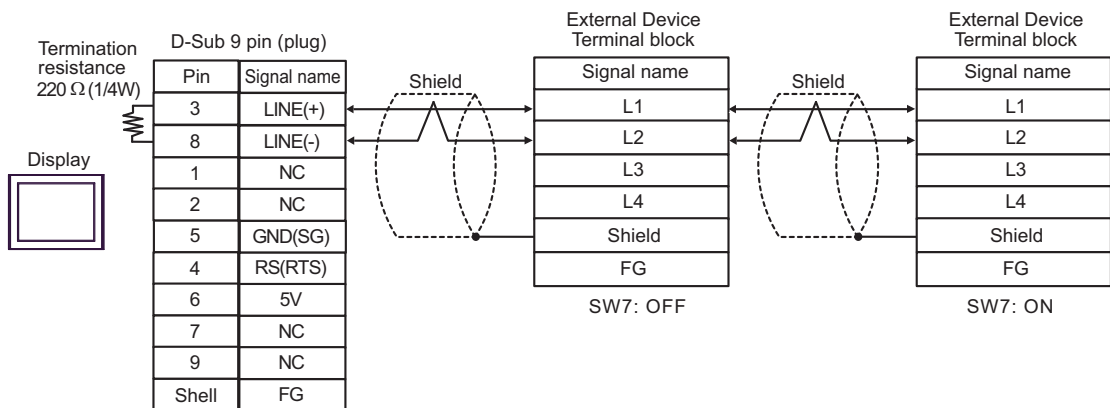 Termination
resistance
220 Ω (1/4W)
Display
D-Sub 9 pin (plug)
Pin Signal name
3 LINE(+)
8 LINE(-)
1 NC
2 NC
5 GND(SG)
4 RS(RTS)
6 5V
7 NC
9 NC
Shell FG
Shield
External Device
Terminal block
Signal name
L1
L2
L3
L4
Shield
FG
SW7: OFF
Shield
External Device
Terminal block
Signal name
L1
L2
L3
L4
Shield
FG
SW7: ON